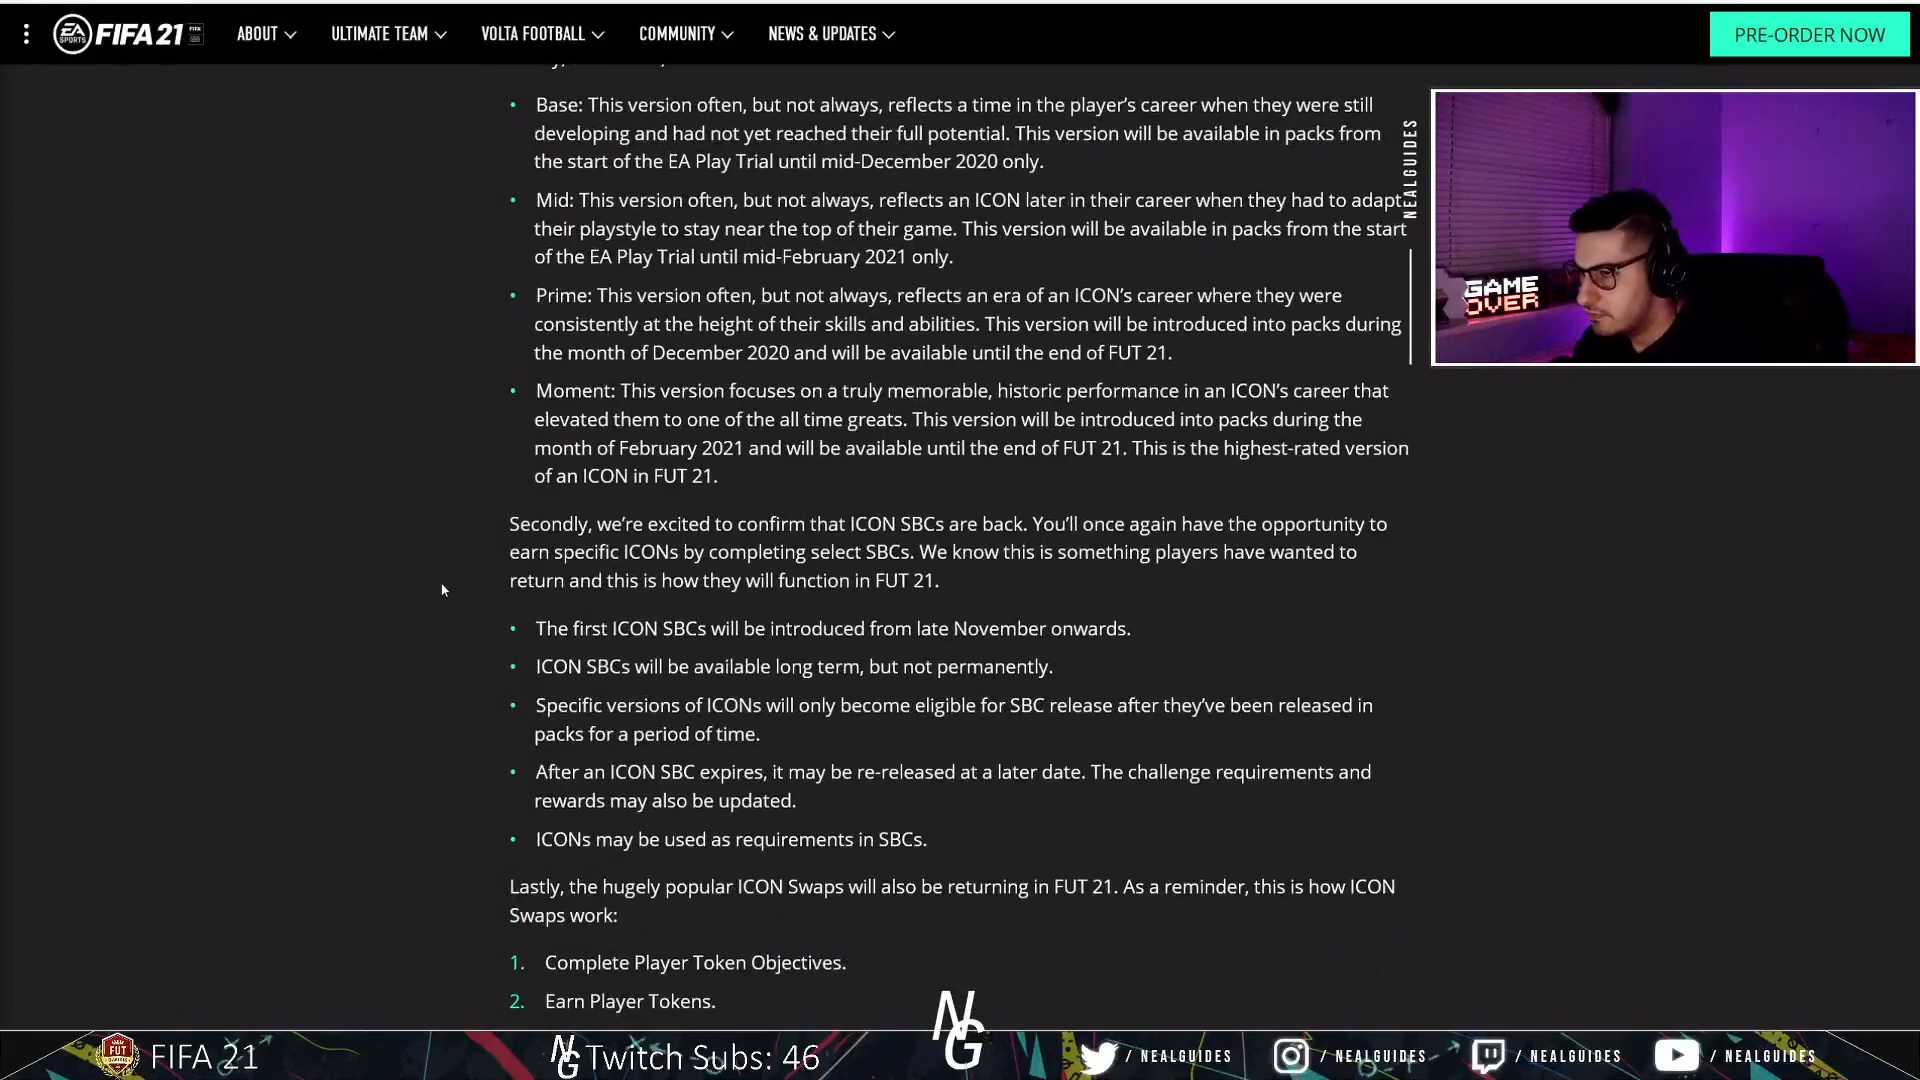 EA SPORTS FIFA 21 ABOUT ULTIMATE TEAM VOLTA FOOTBALL COMMUNITY NEWS & UPDATES PRE-ORDER NOW
• Base: This version often, but not always, reflects a time in the player’s career when they were still
developing and had not yet reached their full potential. This version will be available in packs from
the start of the EA Play Trial until mid-December 2020 only.
• Mid: This version often, but not always, reflects an ICON later in their career when they had to adapt
their playstyle to stay near the top of their game. This version will be available in packs from the start
of the EA Play Trial until mid-February 2021 only.
• Prime: This version often, but not always, reflects an era of an ICON’s career where they were
consistently at the height of their skills and abilities. This version will be introduced into packs during
the month of December 2020 and will be available until the end of FUT 21.
• Moment: This version focuses on a truly memorable, historic performance in an ICON’s career that
elevated them to one of the all time greats. This version will be introduced into packs during the
month of February 2021 and will be available until the end of FUT 21. This is the highest-rated version
of an ICON in FUT 21.
Secondly, we’re excited to confirm that ICON SBCs are back. You’ll once again have the opportunity to
earn specific ICONs by completing select SBCs. We know this is something players have wanted to
return and this is how they will function in FUT 21.
• The first ICON SBCs will be introduced from late November onwards.
• ICON SBCs will be available long term, but not permanently.
• Specific versions of ICONs will only become eligible for SBC release after they’ve been released in
packs for a period of time.
• After an ICON SBC expires, it may be re-released at a later date. The challenge requirements and
rewards may also be updated.
• ICONs may be used as requirements in SBCs.
Lastly, the hugely popular ICON Swaps will also be returning in FUT 21. As a reminder, this is how ICON
Swaps work:
1. Complete Player Token Objectives.
2. Earn Player Tokens.
NEALGUIDES
GAME
OVER
NG
FUT
FIFA 21
NG Twitch Subs: 46
/ NEALGUIDES
/ NEALGUIDES
/ NEALGUIDES
/ NEALGUIDES